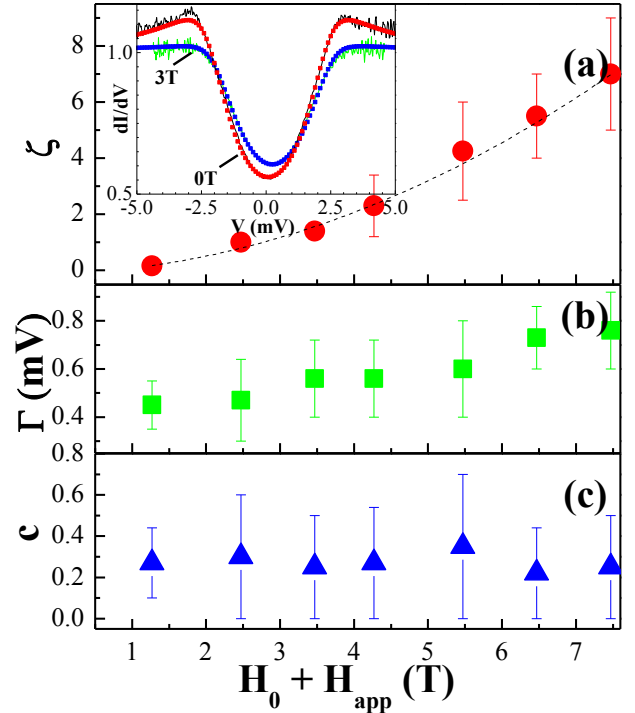 8
6
4
2
0
ζ
(a)
1.0
0.5
dI/dV
3T
0T
-5.0 -2.5 0.0 2.5 5.0
V (mV)
0.8
0.6
0.4
Γ (mV)
(b)
0.8
0.6
0.4
0.2
0.0
c
(c)
1 2 3 4 5 6 7
H0 + Happ (T)